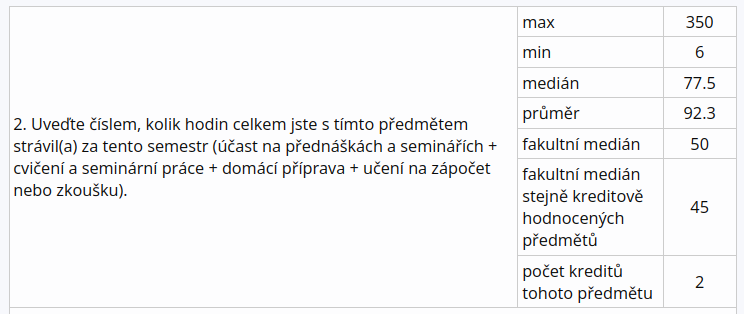 2. Uveďte číslem, kolik hodin celkem jste s tímto předmětem
strávil(a) za tento semestr (účast na přednáškách a seminářích +
cvičení a seminární práce + domácí příprava + učení na zápočet
nebo zkoušku).
max 350
min 6
medián 77.5
průměr 92.3
fakultní medián 50
fakultní medián
stejně kreditově
hodnocených
předmětů
45
počet kreditů
tohoto předmětu
2